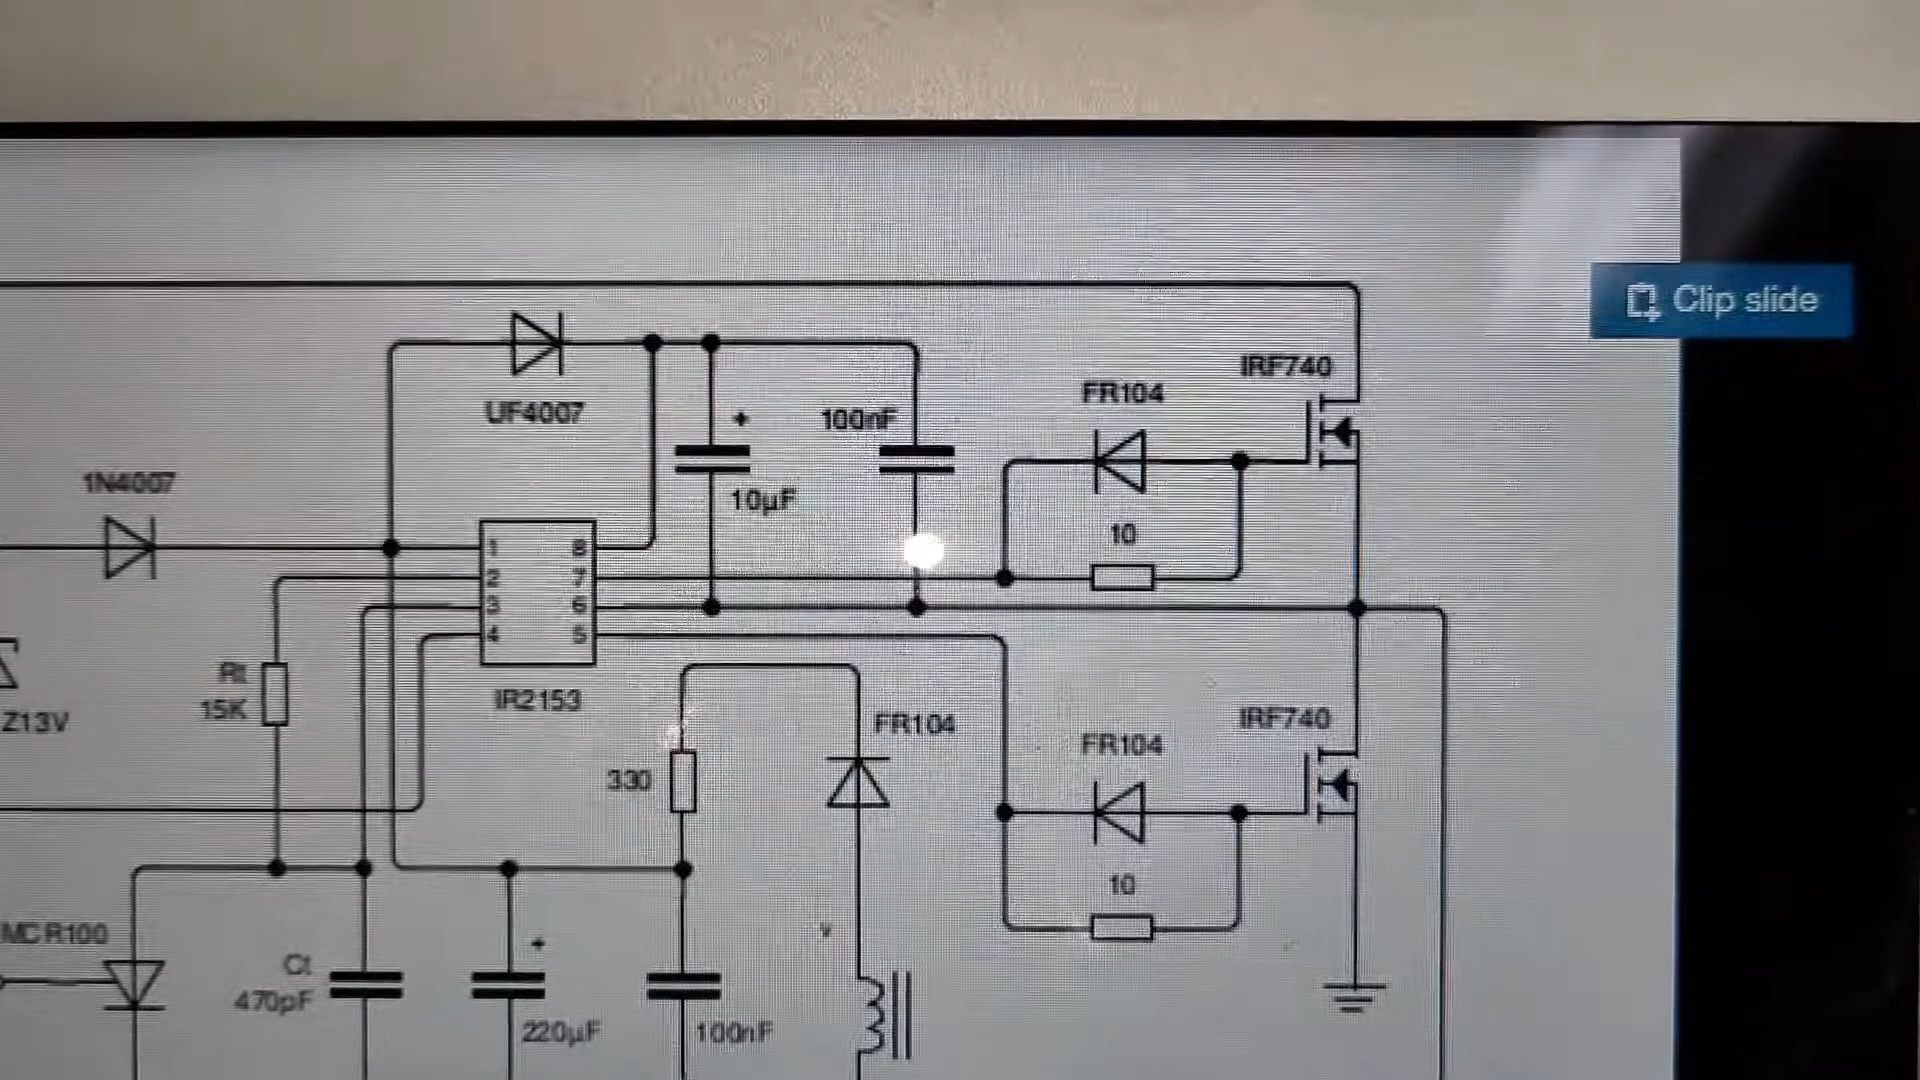 Clip slide
IRF740
FR104
UF4007
+
100nF
1N4007
10µF
10
1
8
2
7
3
6
4
5
Rt
15K
IR2153
Z13V
FR104
IRF740
FR104
330
10
MCR100
+
Ct
470pF
220µF
100nF